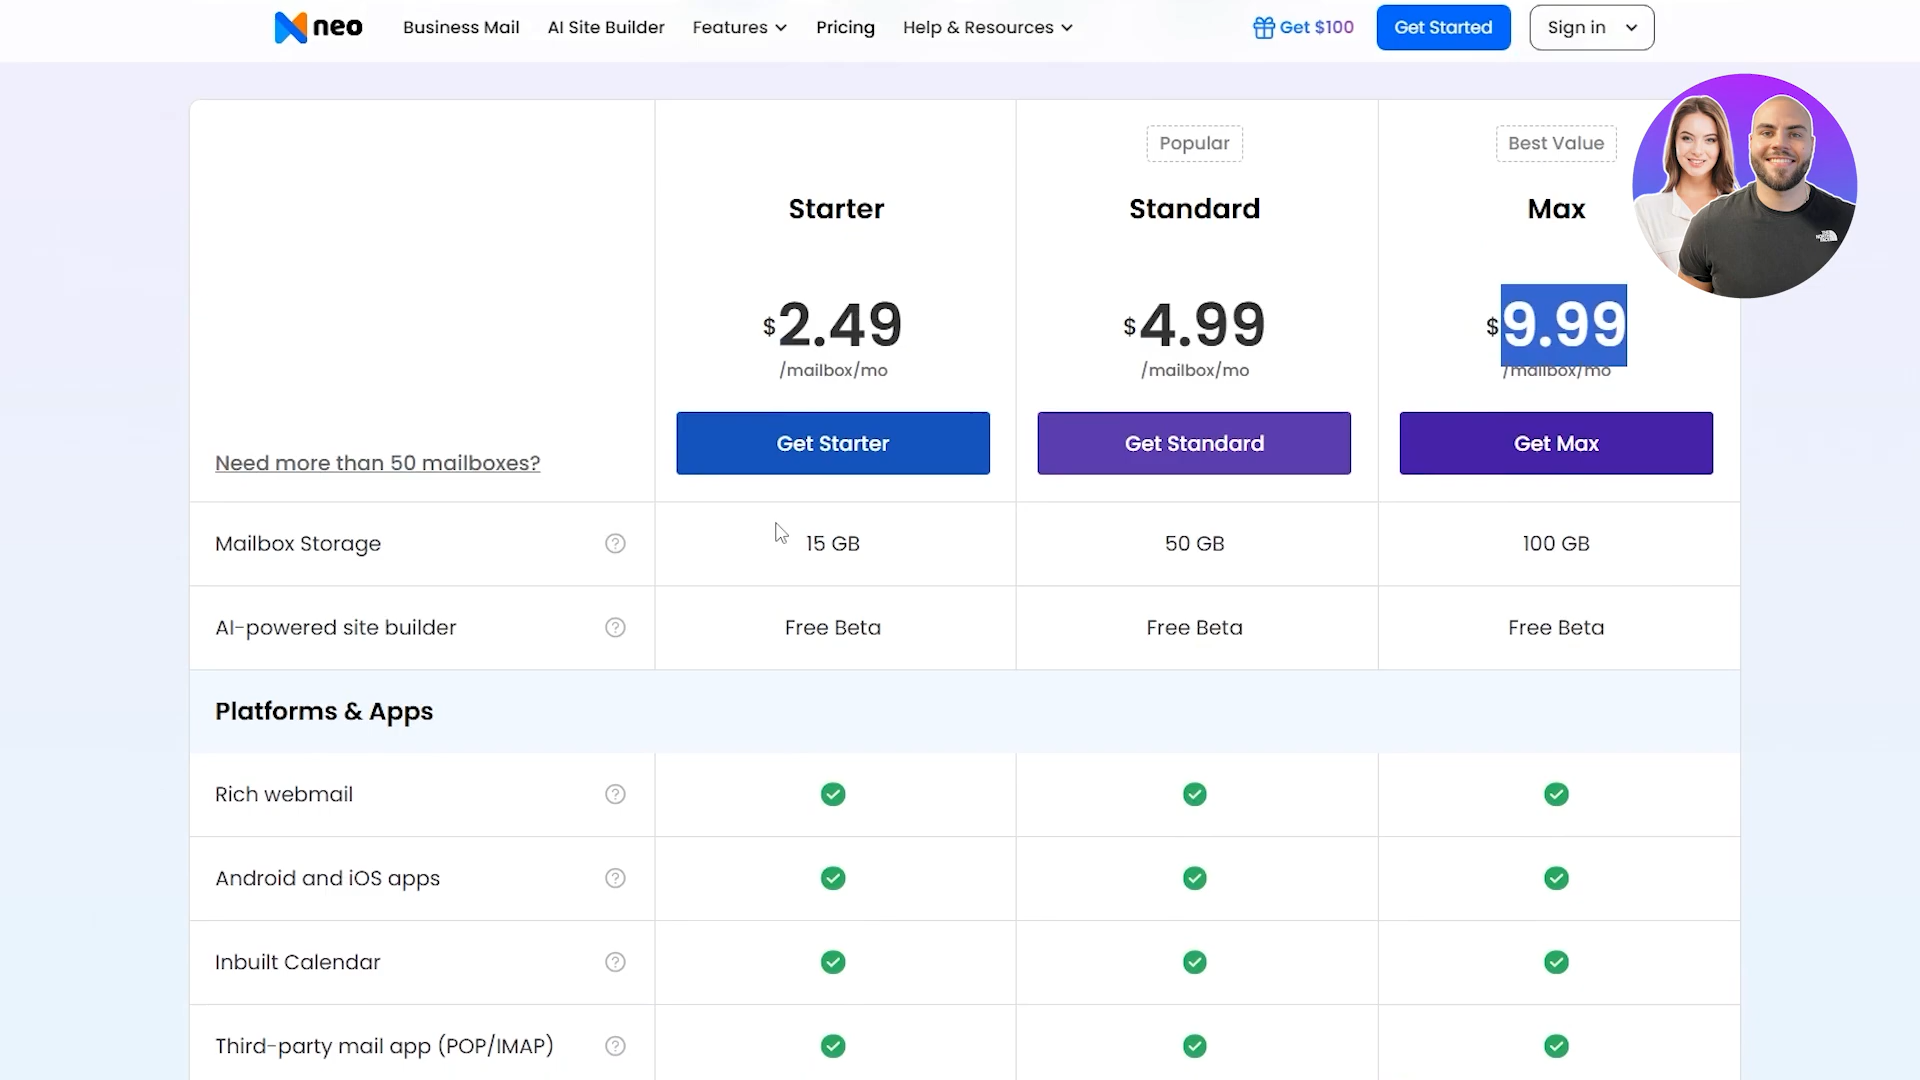 neo
Business Mail
AI Site Builder
Features
Pricing
Help & Resources
Get $100
Get Started
Sign in
Popular
Best Value
Starter
Standard
Max
THE NORTH FACE
$2.49
$4.99
$9.99
/mailbox/mo
/mailbox/mo
/mailbox/mo
Need more than 50 mailboxes?
Get Starter
Get Standard
Get Max
Mailbox Storage
?
15 GB
50 GB
100 GB
AI-powered site builder
?
Free Beta
Free Beta
Free Beta
Platforms & Apps
Rich webmail
?
Android and iOS apps
?
Inbuilt Calendar
?
Third-party mail app (POP/IMAP)
?